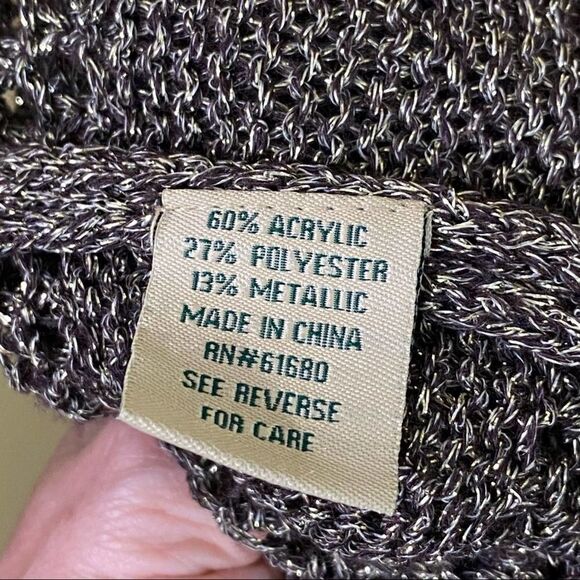 60% ACRYLIC
27% POLYESTER
13% METALLIC
MADE IN CHINA
RN#61680
SEE REVERSE
FOR CARE